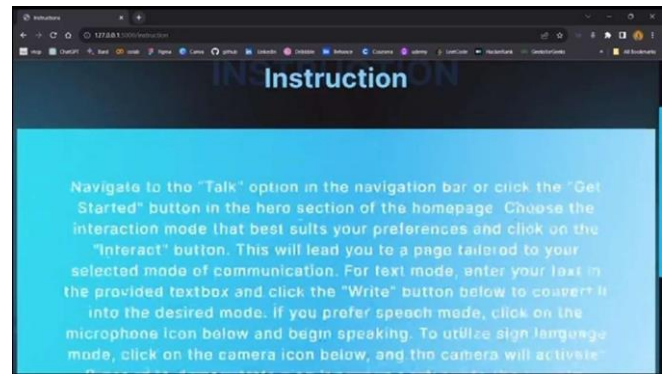 Instructions
127.0.0.1:5000/instruction
map ChatGPT Bard colab Figma Canva github linkedin Dribbble Behance Coursera udemy LeetCode HackerRank GeeksforGeeks All Bookmarks
INSTRUCTION
Instruction
Navigate to the "Talk" option in the navigation bar or click the "Get
Started" button in the hero section of the homepage. Choose the
interaction mode that best suits your preferences and click on the
"Interact" button. This will lead you to a page tailored to your
selected mode of communication. For text mode, enter your text in
the provided textbox and click the "Write" button below to convert it
into the desired mode. If you prefer speech mode, click on the
microphone icon below and begin speaking. To utilize sign language
mode, click on the camera icon below, and the camera will activate